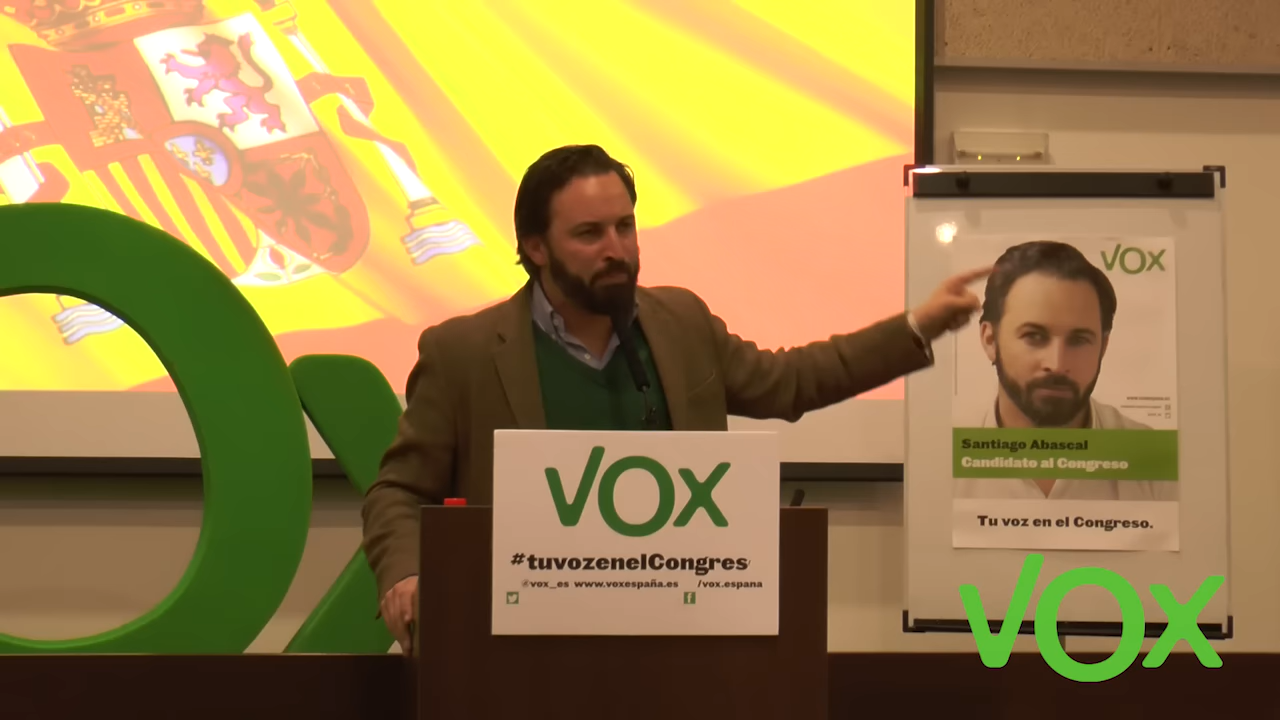 VOX
Santiago Abascal
Candidato al Congreso
Tu voz en el Congreso.
VOX
#tuvozenelCongres
@vox_es www.voxespaña.es /vox.espana
VOX